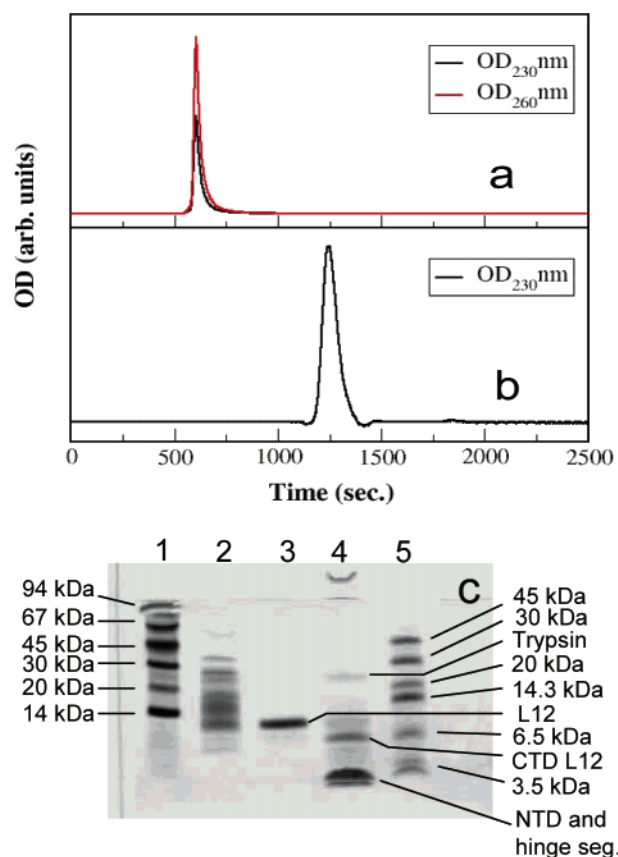 OD₂₃₀nm
OD₂₆₀nm
a
OD (arb. units)
OD₂₃₀nm
b
0 500 1000 1500 2000 2500
Time (sec.)
1 2 3 4 5
c
94 kDa
67 kDa
45 kDa
30 kDa
20 kDa
14 kDa
45 kDa
30 kDa
Trypsin
20 kDa
14.3 kDa
L12
6.5 kDa
CTD L12
3.5 kDa
NTD and
hinge seg.